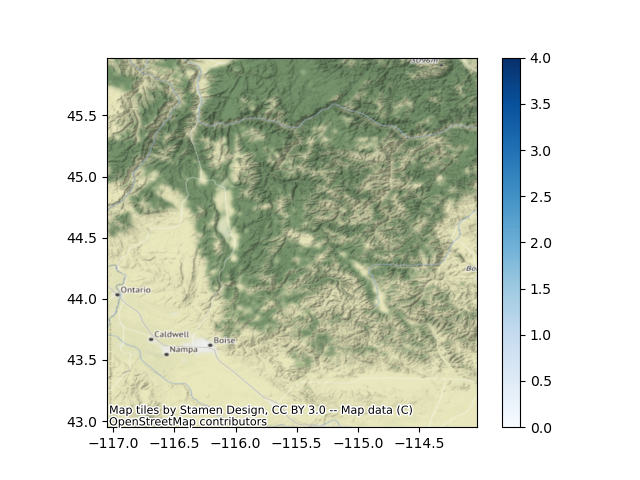 45.5
45.0
44.5
44.0
43.5
43.0
−117.0 −116.5 −116.0 −115.5 −115.0 −114.5
Ontario
Caldwell
Nampa
Boise
Map tiles by Stamen Design, CC BY 3.0 -- Map data (C)
OpenStreetMap contributors
4.0
3.5
3.0
2.5
2.0
1.5
1.0
0.5
0.0